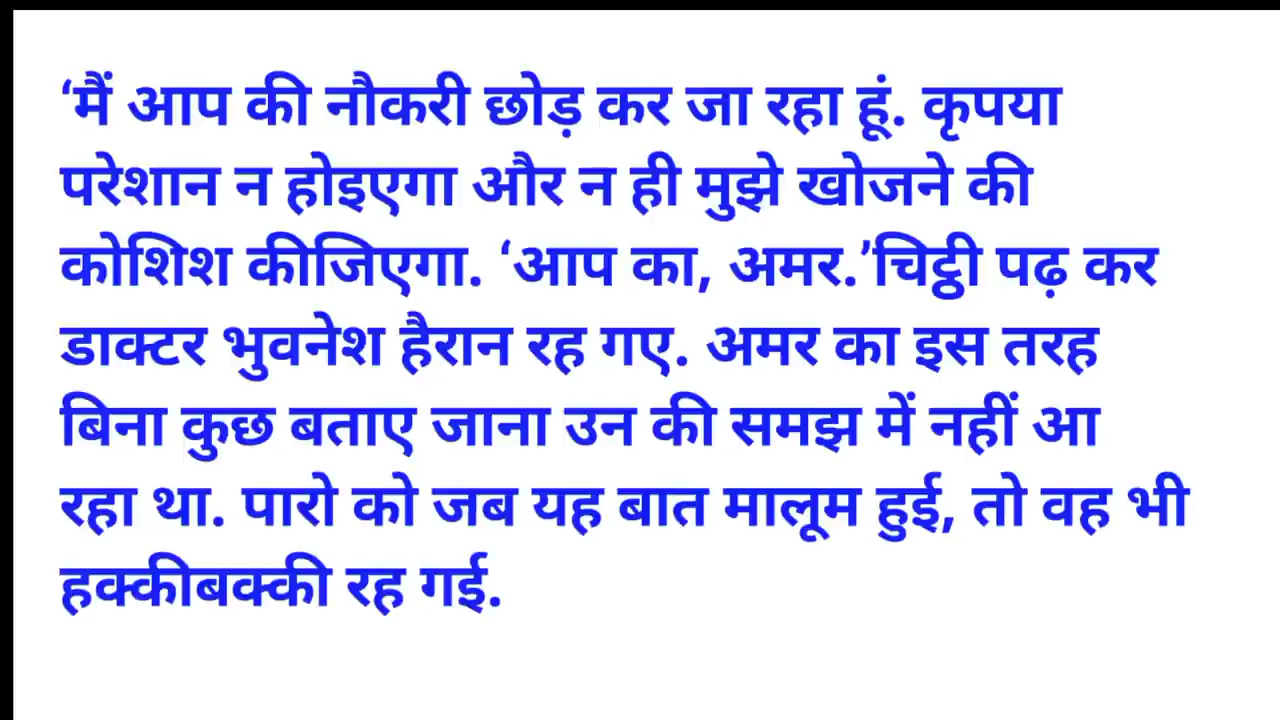 ‘मैं आप की नौकरी छोड़ कर जा रहा हूं. कृपया
परेशान न होइएगा और न ही मुझे खोजने की
कोशिश कीजिएगा. ‘आप का, अमर.’चिट्ठी पढ़ कर
डाक्टर भुवनेश हैरान रह गए. अमर का इस तरह
बिना कुछ बताए जाना उन की समझ में नहीं आ
रहा था. पारो को जब यह बात मालूम हुई, तो वह भी
हक्कीबक्की रह गई.